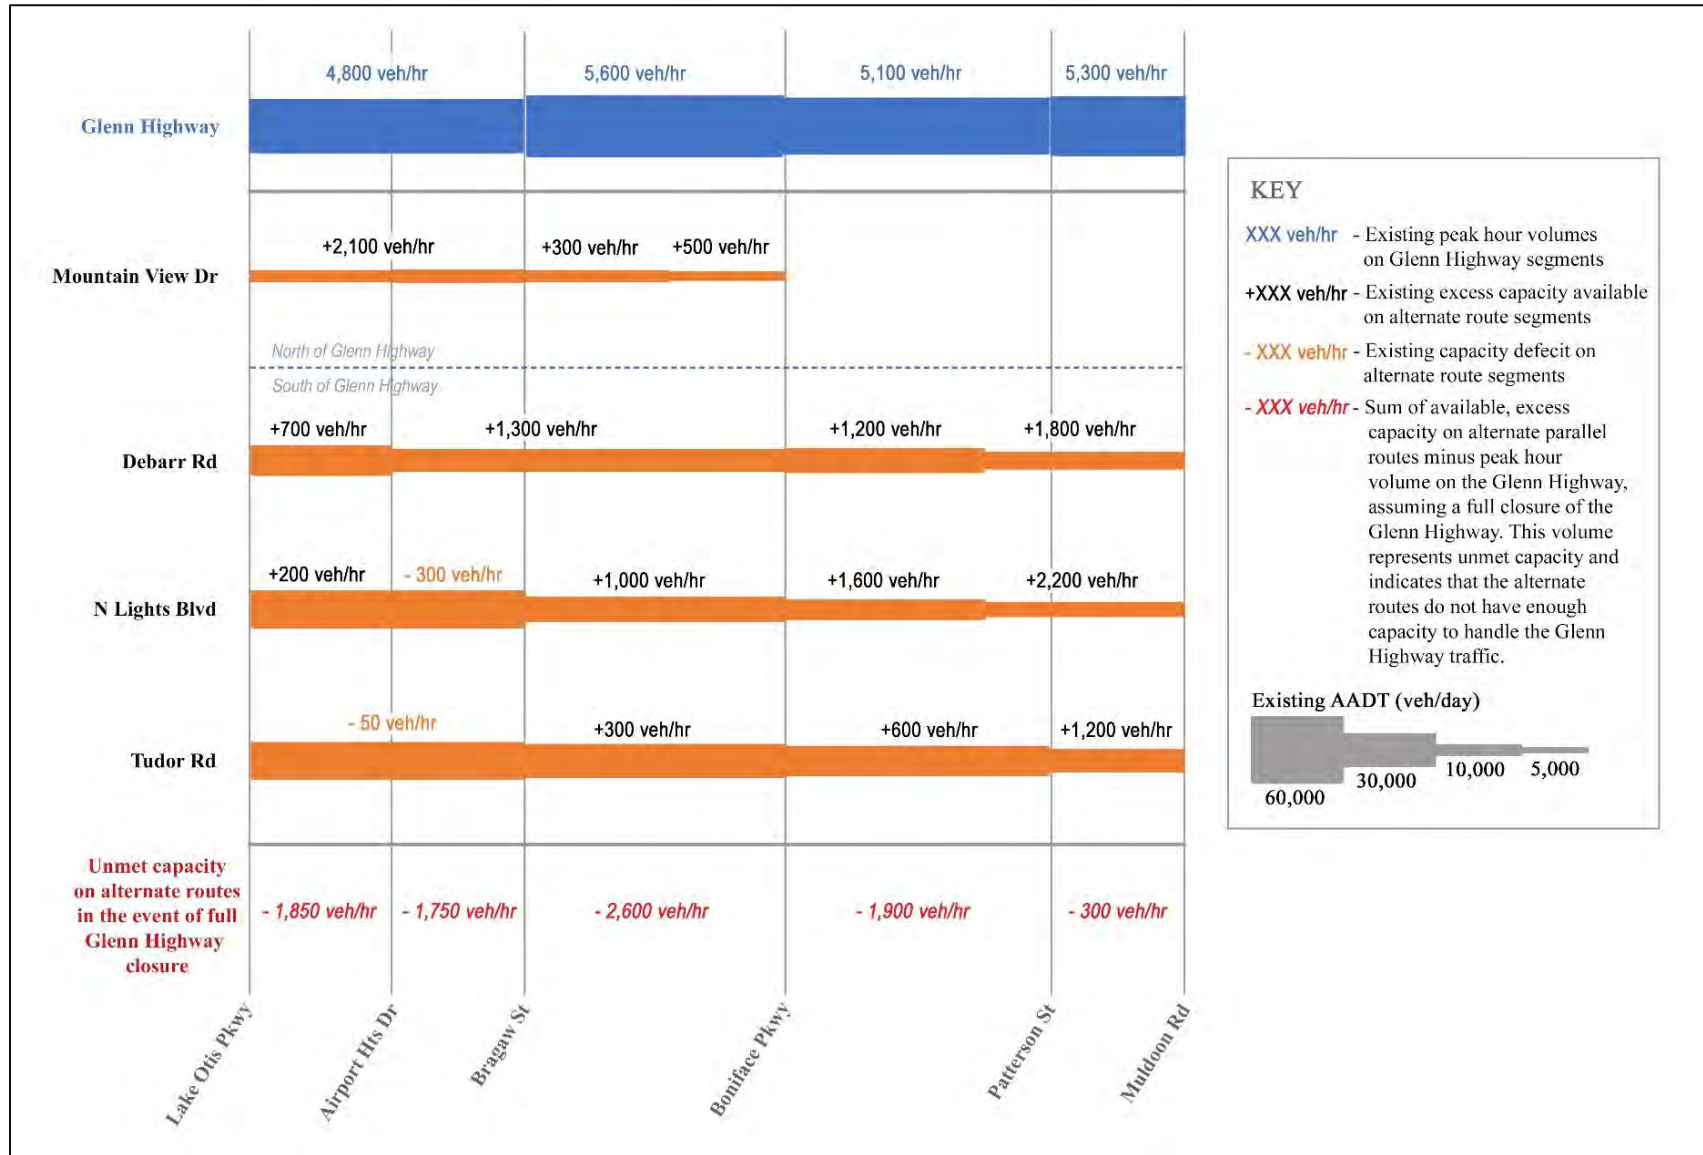 4,800 veh/hr 5,600 veh/hr 5,100 veh/hr 5,300 veh/hr
Glenn Highway
+2,100 veh/hr +300 veh/hr +500 veh/hr
Mountain View Dr
North of Glenn Highway
South of Glenn Highway
+700 veh/hr +1,300 veh/hr +1,200 veh/hr +1,800 veh/hr
Debarr Rd
+200 veh/hr - 300 veh/hr +1,000 veh/hr +1,600 veh/hr +2,200 veh/hr
N Lights Blvd
- 50 veh/hr +300 veh/hr +600 veh/hr +1,200 veh/hr
Tudor Rd
Unmet capacity
on alternate routes
in the event of full
Glenn Highway
closure
- 1,850 veh/hr - 1,750 veh/hr - 2,600 veh/hr - 1,900 veh/hr - 300 veh/hr
Lake Otis Pkwy
Airport Hts Dr
Bragaw St
Boniface Pkwy
Patterson St
Muldoon Rd
KEY
XXX veh/hr - Existing peak hour volumes
on Glenn Highway segments
+XXX veh/hr - Existing excess capacity available
on alternate route segments
- XXX veh/hr - Existing capacity defecit on
alternate route segments
- XXX veh/hr - Sum of available, excess
capacity on alternate parallel
routes minus peak hour
volume on the Glenn Highway,
assuming a full closure of the
Glenn Highway. This volume
represents unmet capacity and
indicates that the alternate
routes do not have enough
capacity to handle the Glenn
Highway traffic.
Existing AADT (veh/day)
60,000 30,000 10,000 5,000